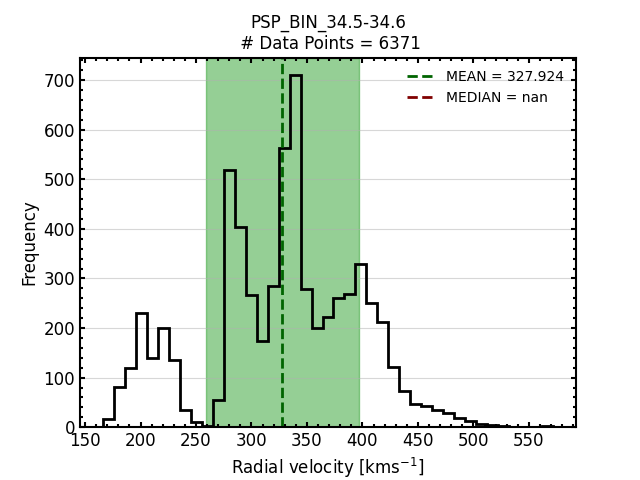 PSP_BIN_34.5-34.6
# Data Points = 6371
MEAN = 327.924
MEDIAN = nan
700
600
500
400
300
200
100
0
Frequency
150 200 250 300 350 400 450 500 550
Radial velocity [kms⁻¹]